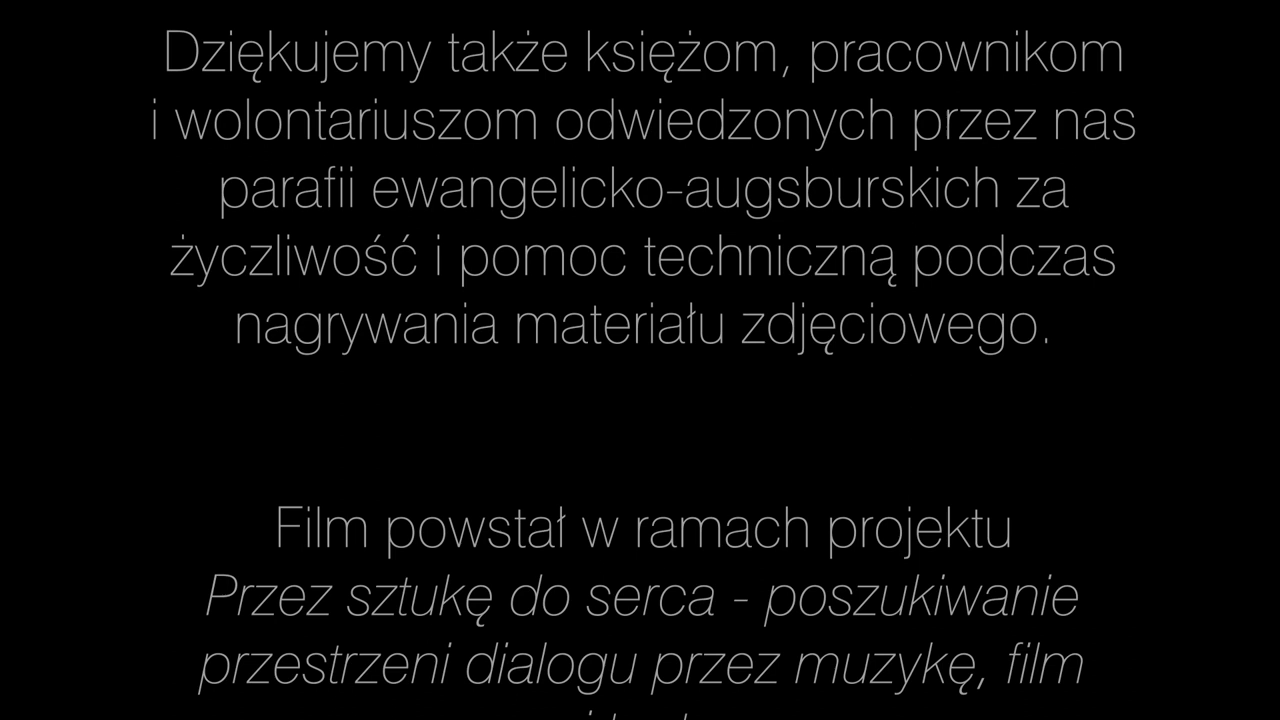 Dziękujemy także księżom, pracownikom
i wolontariuszom odwiedzonych przez nas
parafii ewangelicko-augsburskich za
życzliwość i pomoc techniczną podczas
nagrywania materiału zdjęciowego.
Film powstał w ramach projektu
Przez sztukę do serca - poszukiwanie
przestrzeni dialogu przez muzykę, film